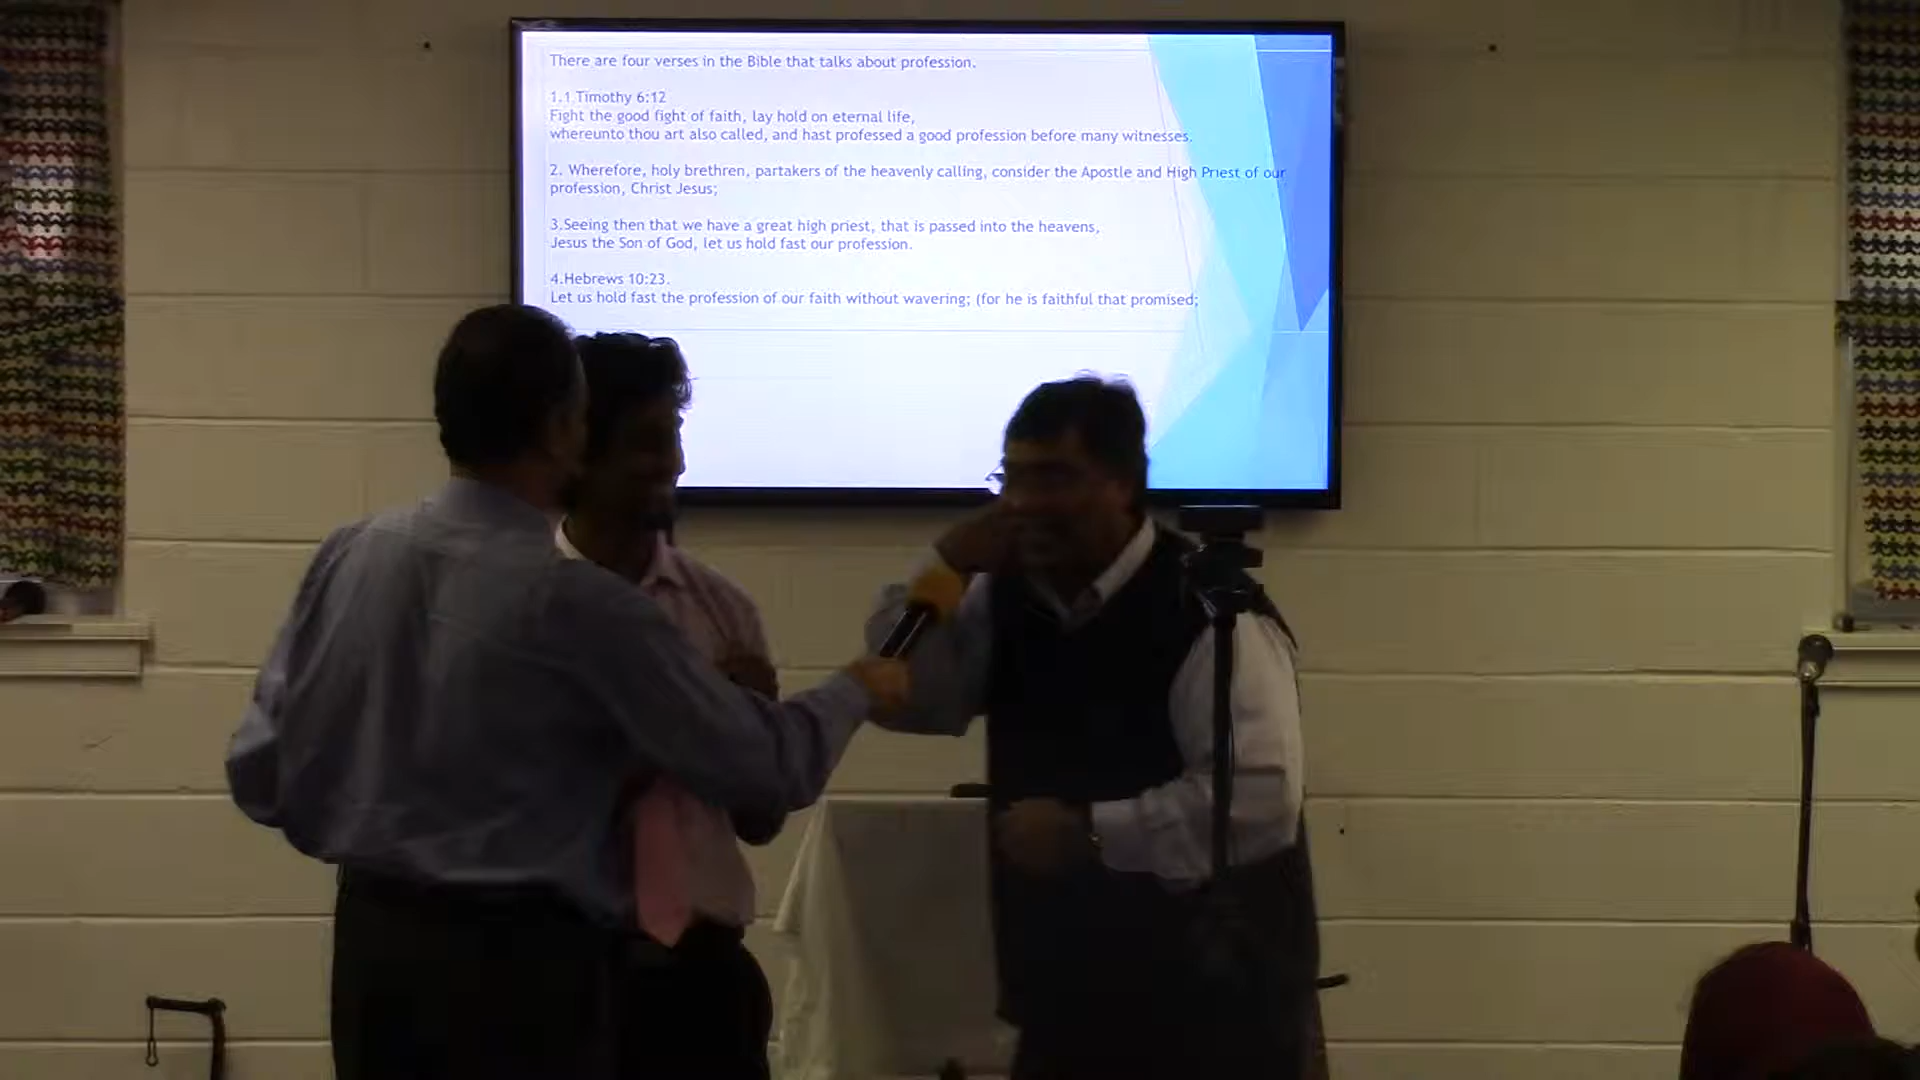 There are four verses in the Bible that talks about profession.
1.1 Timothy 6:12
Fight the good fight of faith, lay hold on eternal life,
whereunto thou art also called, and hast professed a good profession before many witnesses.
2. Wherefore, holy brethren, partakers of the heavenly calling, consider the Apostle and High Priest of our
profession, Christ Jesus;
3.Seeing then that we have a great high priest, that is passed into the heavens,
Jesus the Son of God, let us hold fast our profession.
4.Hebrews 10:23.
Let us hold fast the profession of our faith without wavering; (for he is faithful that promised;